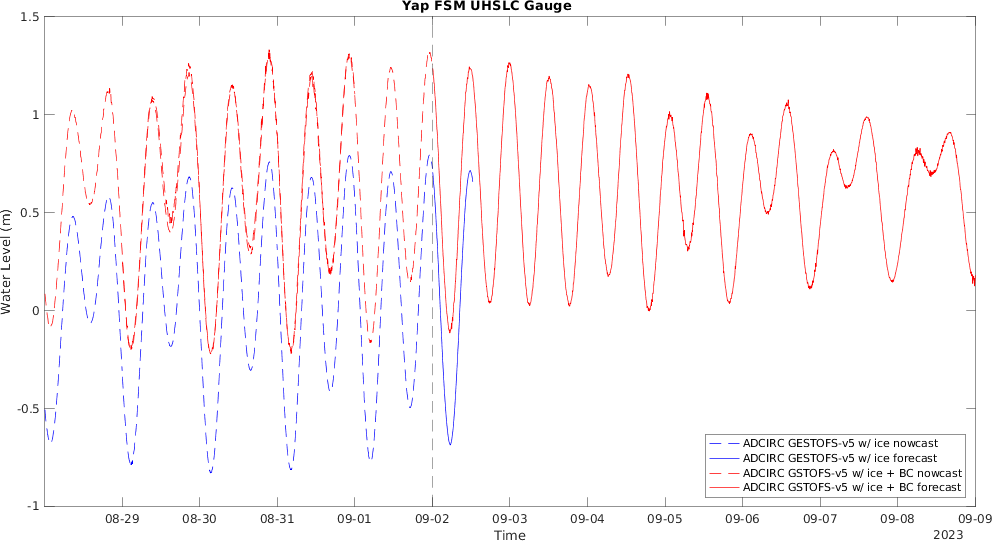 Yap FSM UHSLC Gauge
1.5
1
0.5
0
-0.5
-1
Water Level (m)
ADCIRC GESTOFS-v5 w/ ice nowcast
ADCIRC GESTOFS-v5 w/ ice forecast
ADCIRC GSTOFS-v5 w/ ice + BC nowcast
ADCIRC GSTOFS-v5 w/ ice + BC forecast
08-29 08-30 08-31 09-01 09-02 09-03 09-04 09-05 09-06 09-07 09-08 09-09
Time
2023